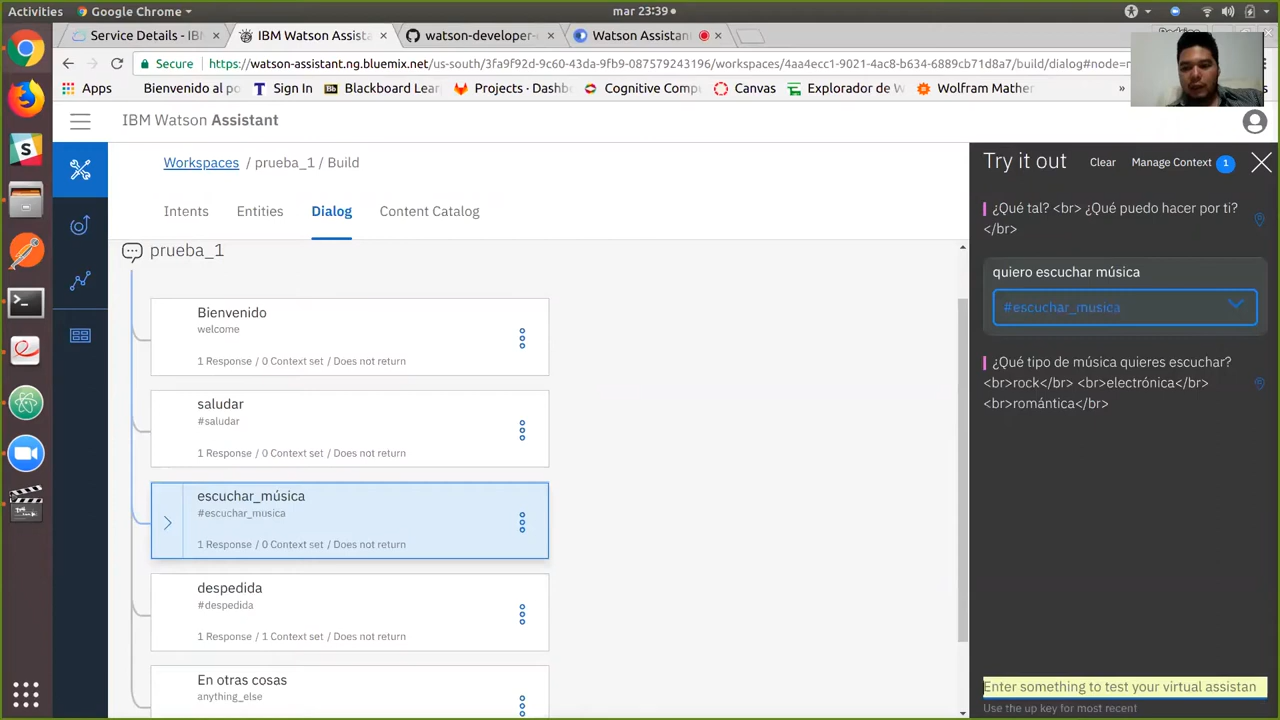 Activities
Google Chrome
mar 23:39
Service Details - IBM
IBM Watson Assist
watson-developer-
Watson Assistan
Secure
https://watson-assistant.ng.bluemix.net/us-south/3fa9f92d-9c60-43da-9fb9-087579243196/workspaces/4aa4ecc1-9021-4ac8-b634-6889cb71d8a7/build/dialog#node=r
Apps
Bienvenido al po
Sign In
Blackboard Lear
Projects · Dashb
Cognitive Compu
Canvas
Explorador de W
Wolfram Mather
»
IBM Watson Assistant
Workspaces / prueba_1 / Build
Intents
Entities
Dialog
Content Catalog
prueba_1
Bienvenido
welcome
1 Response / 0 Context set / Does not return
saludar
#saludar
1 Response / 0 Context set / Does not return
escuchar_música
#escuchar_musica
1 Response / 0 Context set / Does not return
despedida
#despedida
1 Response / 1 Context set / Does not return
En otras cosas
anything_else
Try it out
Clear
Manage Context 1
¿Qué tal? <br> ¿Qué puedo hacer por ti?
</br>
quiero escuchar música
#escuchar_musica
¿Qué tipo de música quieres escuchar?
<br>rock</br> <br>electrónica</br>
<br>romántica</br>
Enter something to test your virtual assistan
Use the up key for most recent